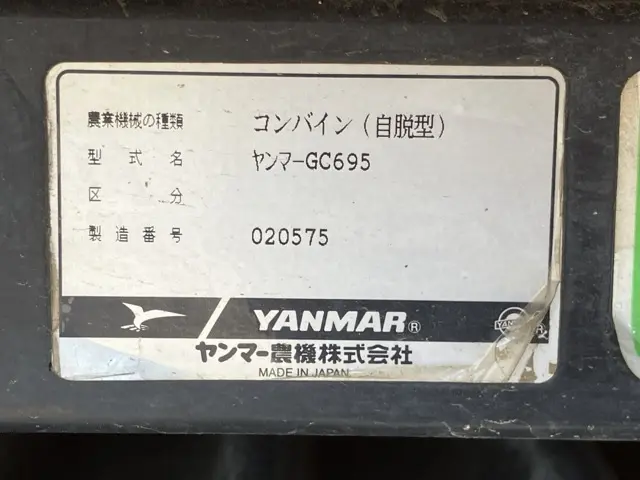 農業機械の種類 コンバイン(自脱型)
型式名 ヤンマーGC695
区分
製造番号 020575
YANMAR®
YANMAR
ヤンマー農機株式会社
MADE IN JAPAN